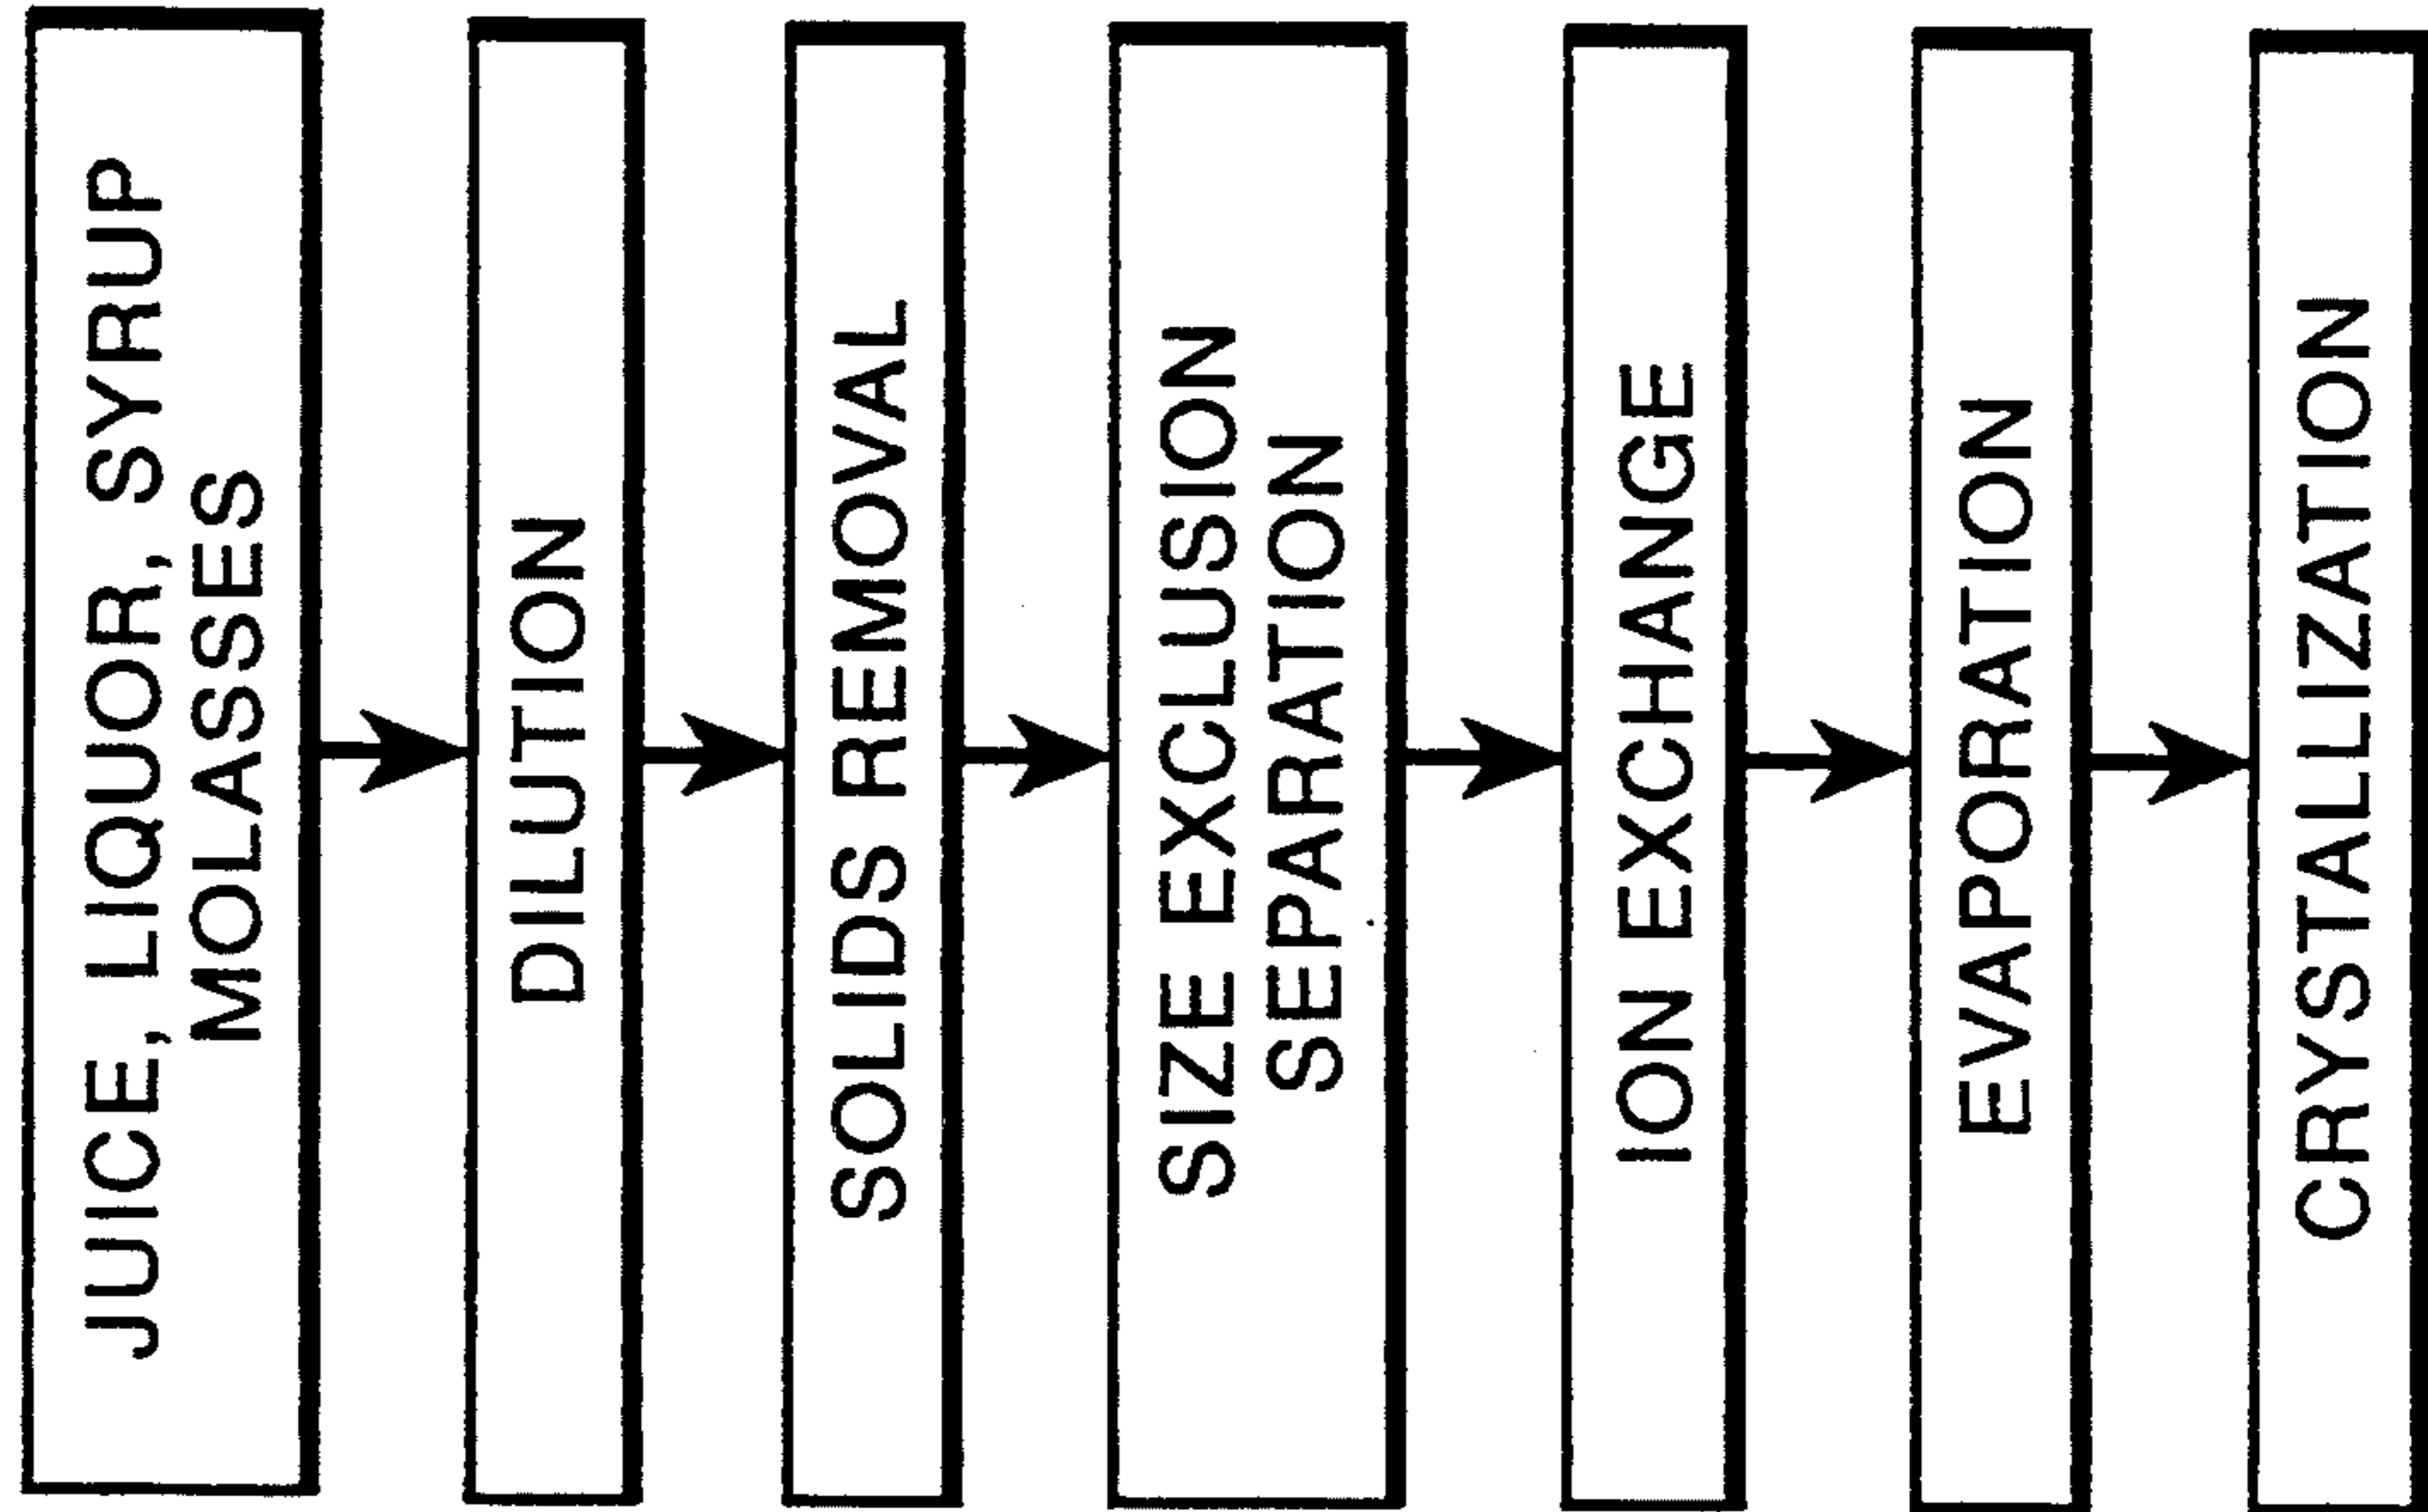 JUICE, LIQUOR, SYRUP
MOLASSES
DILUTION
SOLIDS REMOVAL
SIZE EXCLUSION
SEPARATION
ION EXCHANGE
EVAPORATION
CRYSTALLIZATION